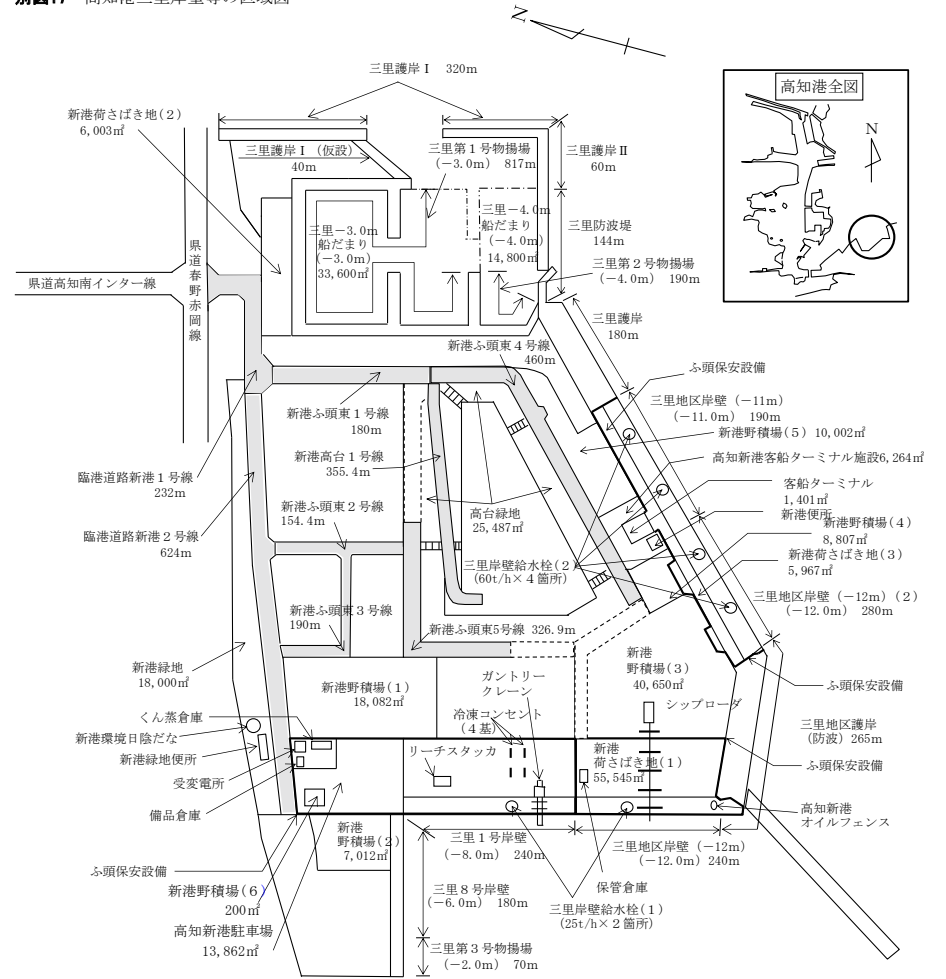 別図17 高知港三里岸壁等の区域図
N
三里護岸Ⅰ 320m
高知港全図
N
新港荷さばき地(2)
6,003㎡
三里護岸Ⅰ（仮設）
40m
三里第１号物揚場
(－3.0m) 817m
三里護岸Ⅱ
60m
三里－3.0m
船だまり
(－3.0m)
33,600㎡
三里－4.0m
船だまり
(－4.0m)
14,800㎡
三里防波堤
144m
三里第２号物揚場
(－4.0m) 190m
県道春野赤岡線
県道高知南インター線
三里護岸
180m
新港ふ頭東４号線
460m
ふ頭保安設備
三里地区岸壁（－11m）
(－11.0m) 190m
新港ふ頭東１号線
180m
新港野積場(５) 10,002㎡
新港高台１号線
355.4m
高知新港客船ターミナル施設6,264㎡
臨港道路新港１号線
232m
客船ターミナル
1,401㎡
高台緑地
25,487㎡
新港便所
新港ふ頭東２号線
154.4m
新港野積場(４)
8,807㎡
臨港道路新港２号線
624m
新港荷さばき地(３)
5,967㎡
三里岸壁給水栓(２)
(60t/h×４箇所)
三里地区岸壁（－12m）(２)
(－12.0m) 280m
新港ふ頭東３号線
190m
新港ふ頭東5号線 326.9m
新港緑地
18,000㎡
新港野積場(１)
18,082㎡
ガントリー
クレーン
新港
野積場(３)
40,650㎡
ふ頭保安設備
シップローダ
くん蒸倉庫
冷凍コンセント
(４基)
三里地区護岸
(防波) 265m
新港環境日陰だな
新港緑地便所
リーチスタッカ
新港
荷さばき地(１)
55,545㎡
ふ頭保安設備
受変電所
備品倉庫
高知新港
オイルフェンス
新港
野積場(２)
7,012㎡
三里１号岸壁
(－8.0m) 240m
三里地区岸壁（－12m）
(－12.0m) 240m
ふ頭保安設備
保管倉庫
新港野積場(６)
200㎡
三里８号岸壁
(－6.0m) 180m
三里岸壁給水栓(１)
(25t/h×２箇所)
高知新港駐車場
13,862㎡
三里第３号物揚場
(－2.0m) 70m